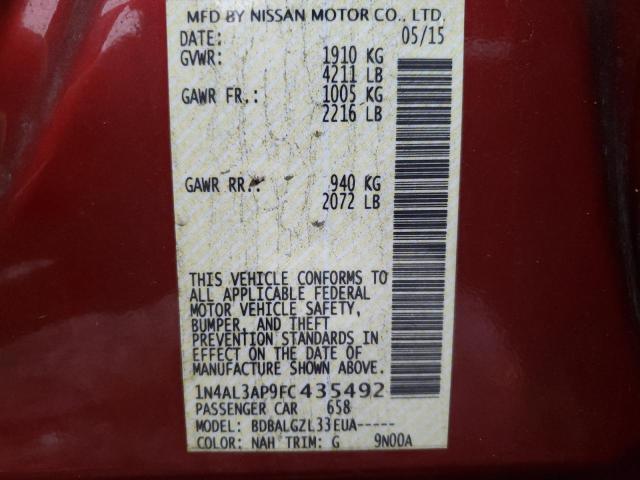 MFD BY NISSAN MOTOR CO., LTD.
DATE: 05/15
GVWR: 1910 KG
4211 LB
GAWR FR.: 1005 KG
2216 LB
GAWR RR.: 940 KG
2072 LB
THIS VEHICLE CONFORMS TO
ALL APPLICABLE FEDERAL
MOTOR VEHICLE SAFETY,
BUMPER, AND THEFT
PREVENTION STANDARDS IN
EFFECT ON THE DATE OF
MANUFACTURE SHOWN ABOVE.
1N4AL3AP9FC435492
PASSENGER CAR 658
MODEL: BDBALGZL33EUA-----
COLOR: NAH TRIM: G 9N00A